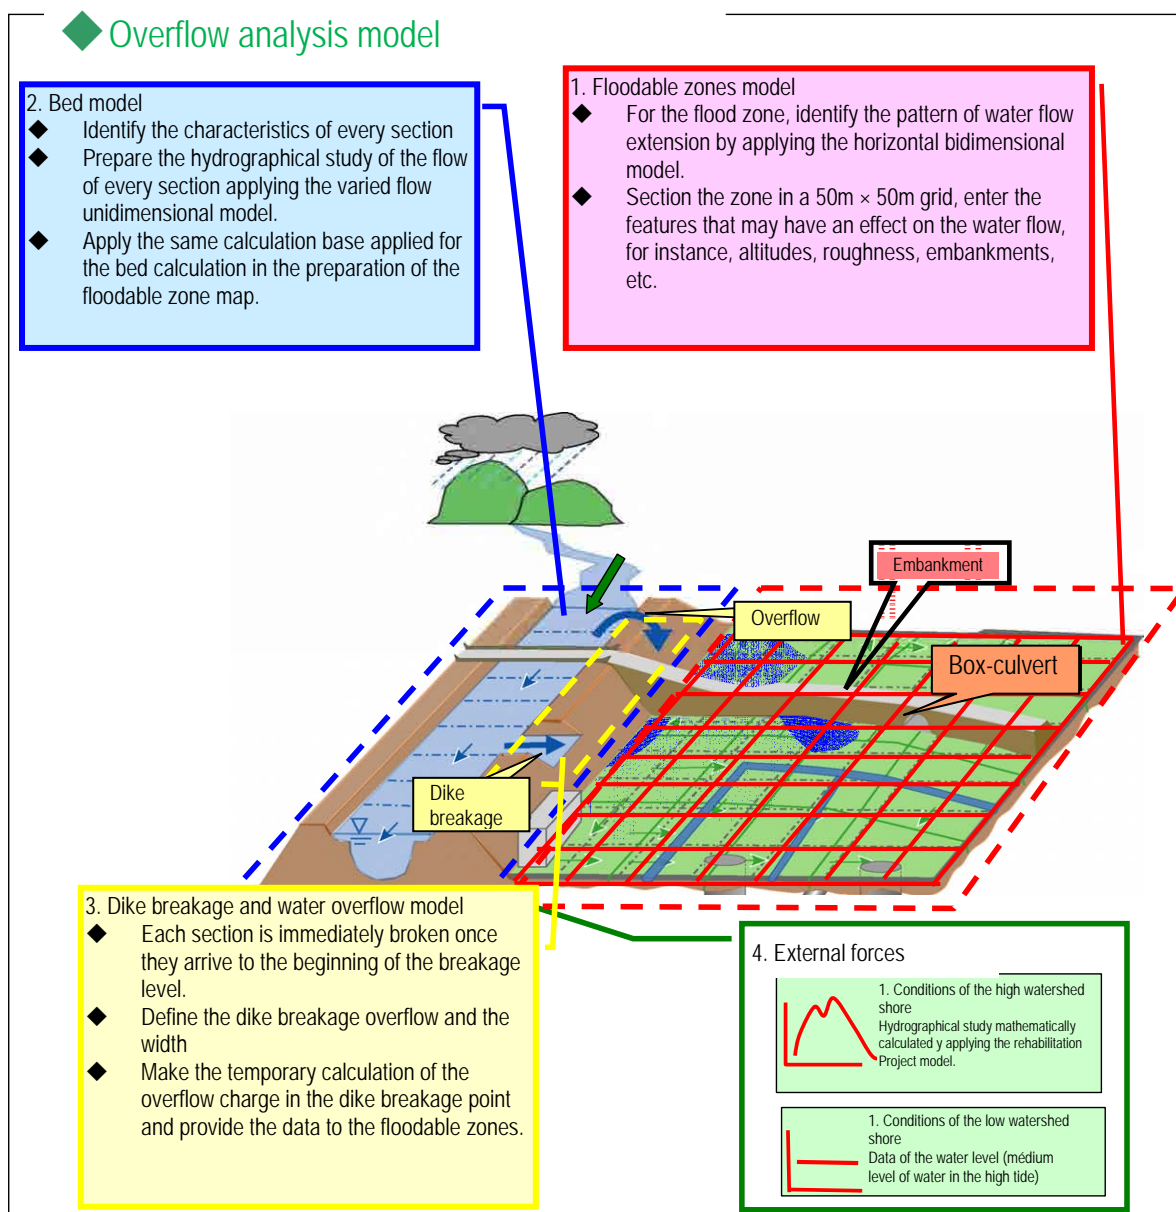 Overflow analysis model
2. Bed model
◆ Identify the characteristics of every section
◆ Prepare the hydrographical study of the flow
of every section applying the varied flow
unidimensional model.
◆ Apply the same calculation base applied for
the bed calculation in the preparation of the
floodable zone map.
1. Floodable zones model
◆ For the flood zone, identify the pattern of water flow
extension by applying the horizontal bidimensional
model.
◆ Section the zone in a 50m × 50m grid, enter the
features that may have an effect on the water flow,
for instance, altitudes, roughness, embankments,
etc.
Embankment
Overflow
Box-culvert
Dike
breakage
3. Dike breakage and water overflow model
◆ Each section is immediately broken once
they arrive to the beginning of the breakage
level.
◆ Define the dike breakage overflow and the
width
◆ Make the temporary calculation of the
overflow charge in the dike breakage point
and provide the data to the floodable zones.
4. External forces
1. Conditions of the high watershed
shore
Hydrographical study mathematically
calculated y applying the rehabilitation
Project model.
1. Conditions of the low watershed
shore
Data of the water level (médium
level of water in the high tide)